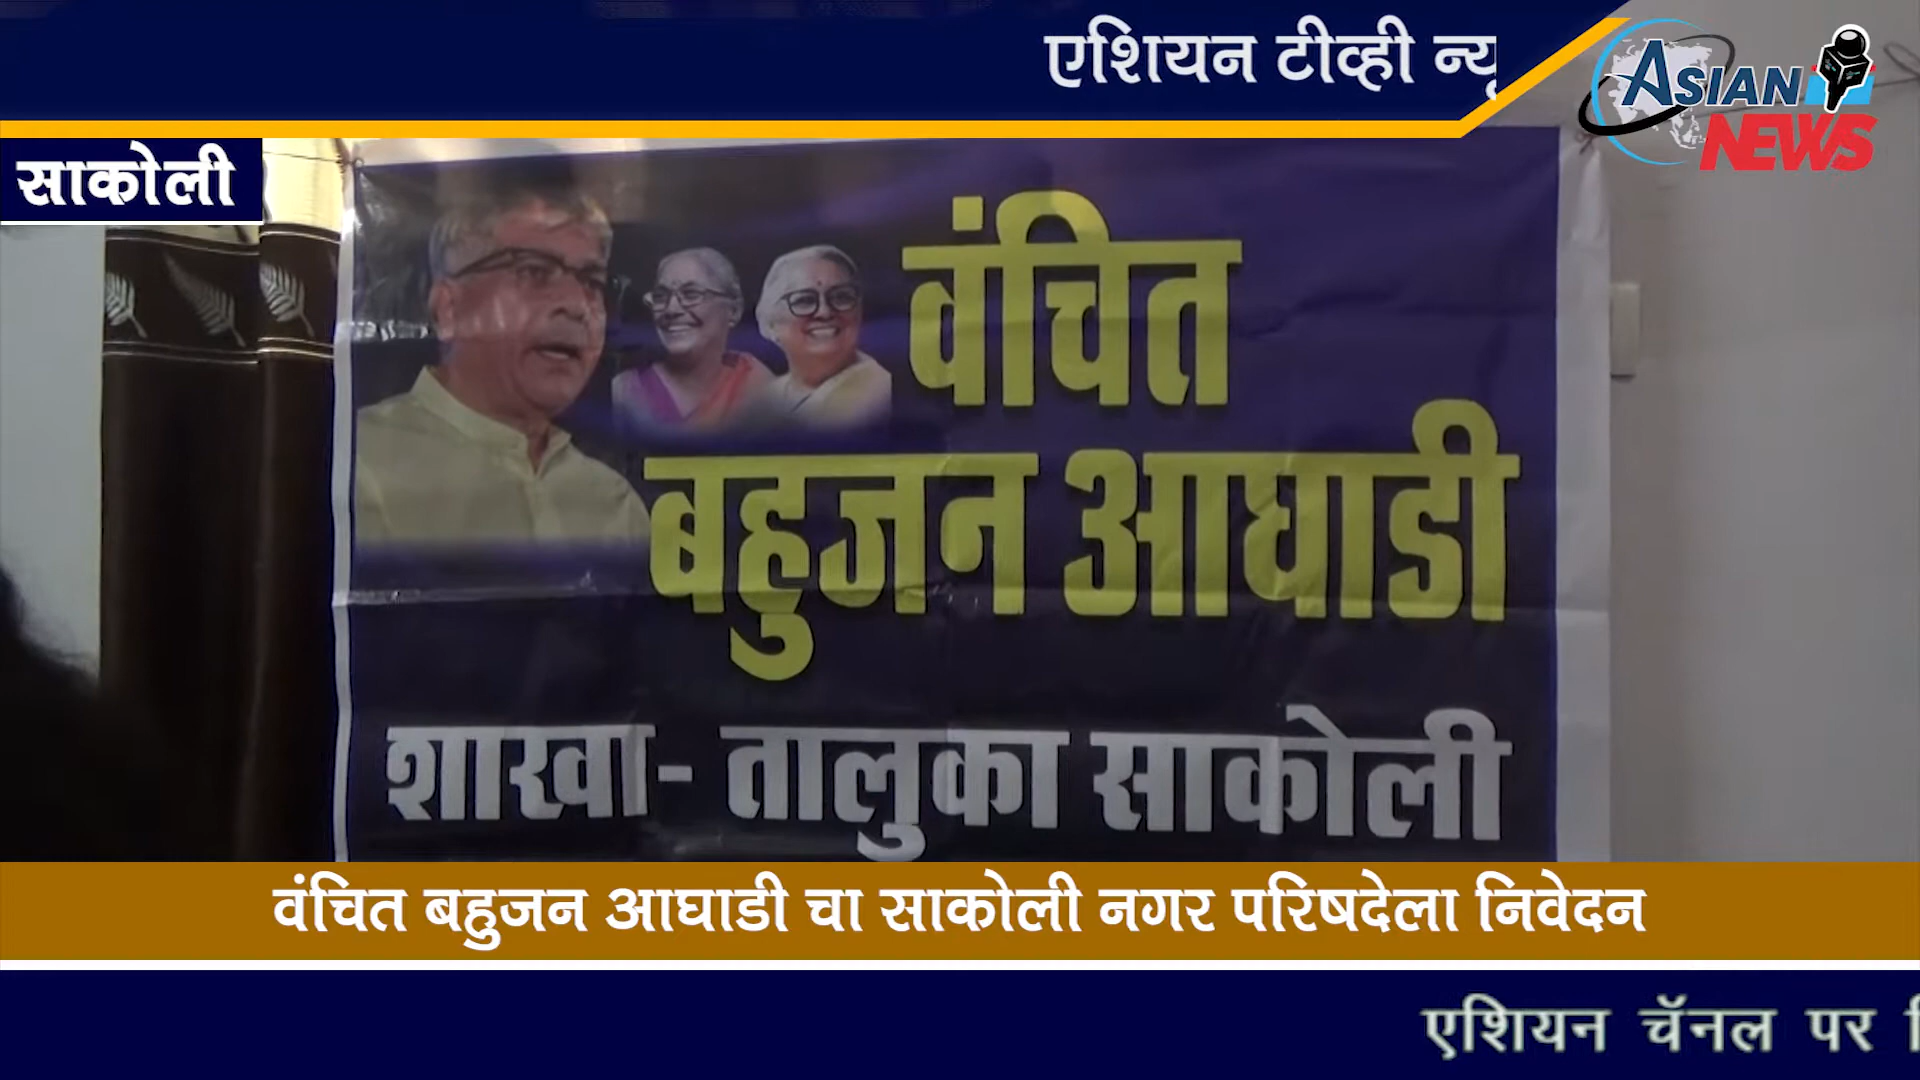 एशियन टीव्ही
ASIAN
NEWS
साकोली
वंचित
बहुजन आघाडी
शाखा- तालुका साकोली
वंचित बहुजन आघाडी चा साकोली नगर परिषदेला निवेदन
एशियन चॅनल पर